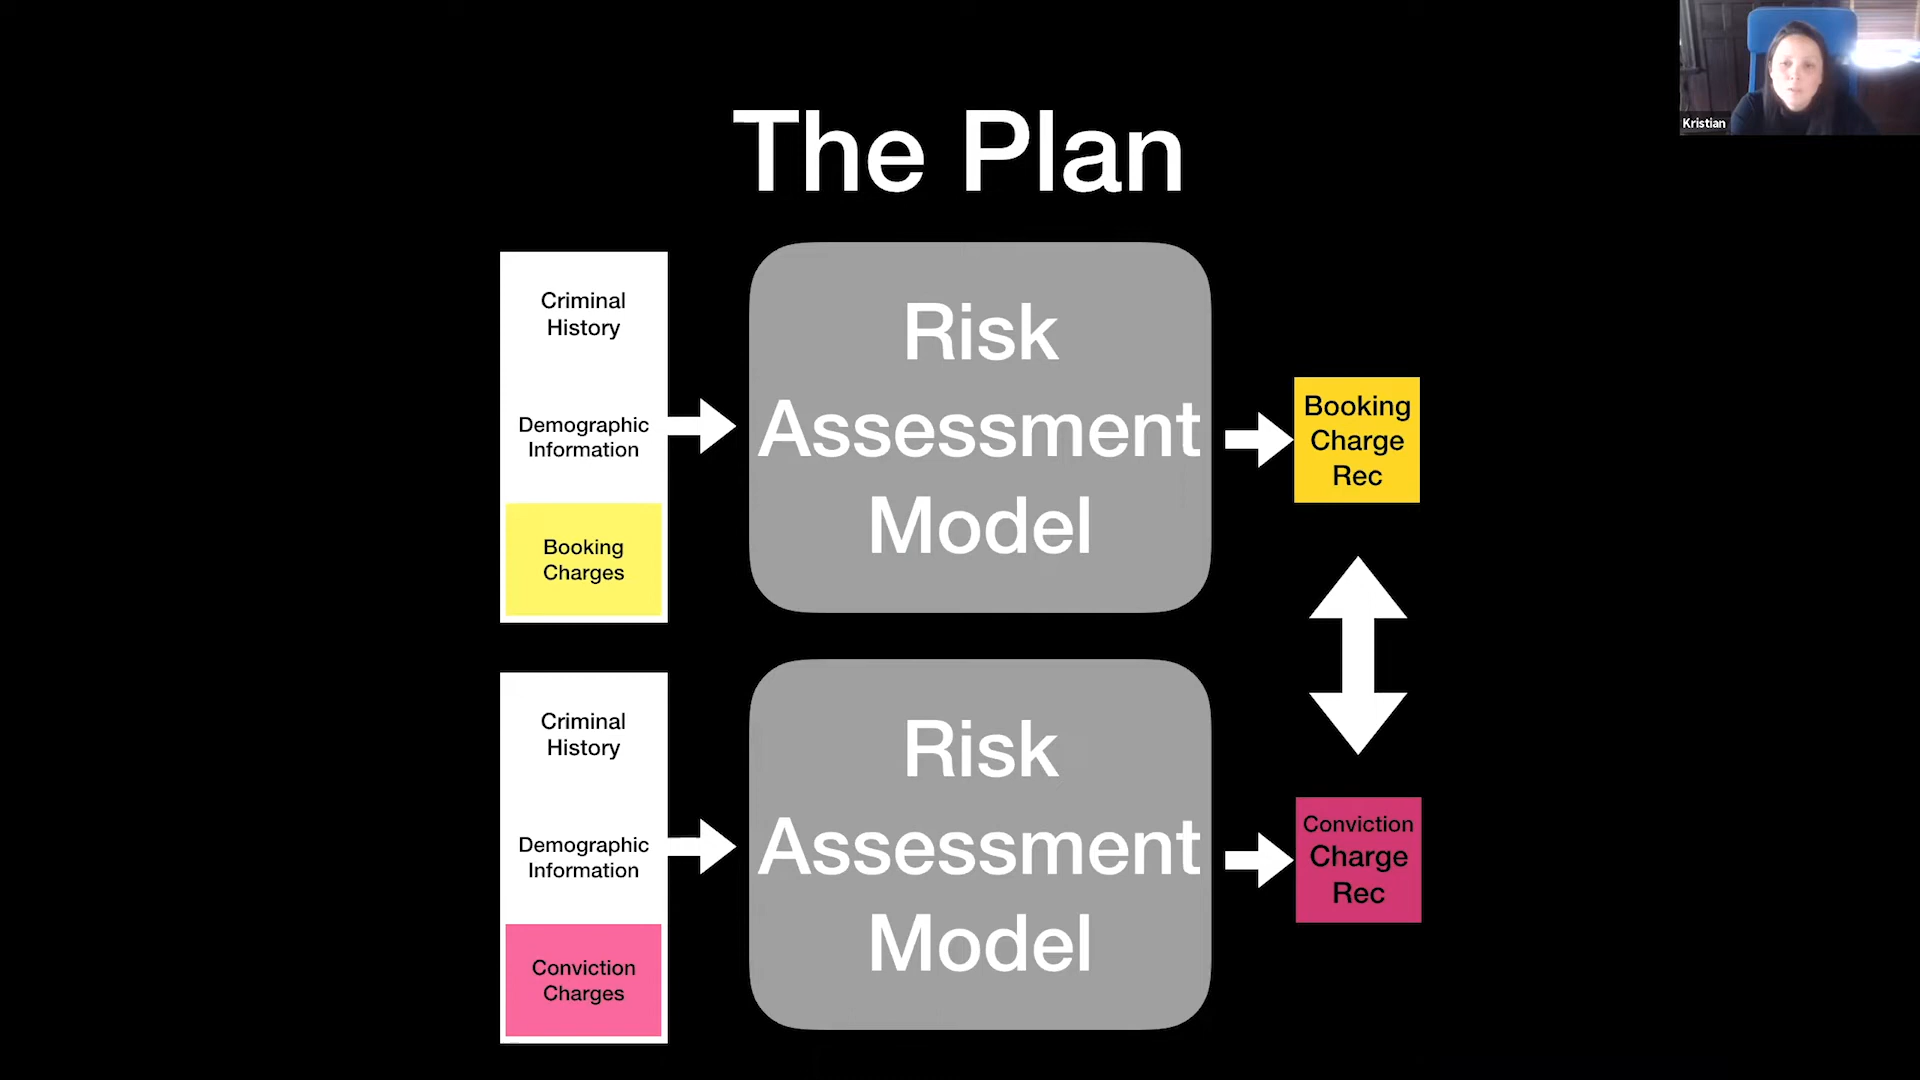 Kristian
The Plan
Criminal
History
Demographic
Information
Booking
Charges
Risk
Assessment
Model
Booking
Charge
Rec
Criminal
History
Demographic
Information
Conviction
Charges
Risk
Assessment
Model
Conviction
Charge
Rec